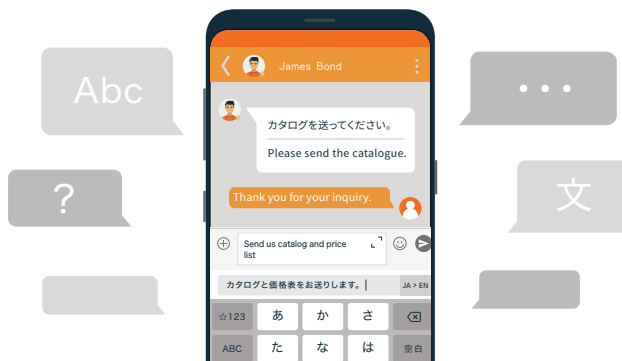 Abc
?
文
James Bond
カタログを送ってください。
Please send the catalogue.
Thank you for your inquiry.
Send us catalog and price
list
カタログと価格表をお送りします。
JA > EN
☆123 あ か さ
ABC た な は 空白